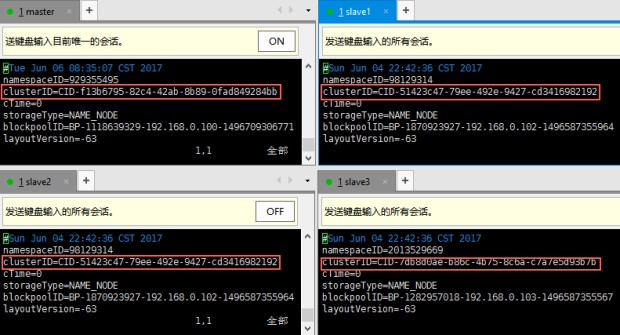 1 master × +
送键盘输入目前唯一的会话。 ON
#Tue Jun 06 08:35:07 CST 2017
namespaceID=929355495
clusterID=CID-f13b6795-82c4-42ab-8b89-0fad849284bb
cTime=0
storageType=NAME_NODE
blockpoolID=BP-1118639329-192.168.0.100-1496709306771
layoutVersion=-63
1,1 全部
1 slave1 × +
发送键盘输入的所有会话。
#Sun Jun 04 22:42:36 CST 2017
namespaceID=98129314
clusterID=CID-51423c47-79ee-492e-9427-cd3416982192
cTime=0
storageType=NAME_NODE
blockpoolID=BP-1870923927-192.168.0.102-1496587355964
layoutVersion=-63
1 slave2 × +
发送键盘输入的所有会话。 OFF
#Sun Jun 04 22:42:36 CST 2017
namespaceID=98129314
clusterID=CID-51423c47-79ee-492e-9427-cd3416982192
cTime=0
storageType=NAME_NODE
blockpoolID=BP-1870923927-192.168.0.102-1496587355964
layoutVersion=-63
1,1 全部
1 slave3 × +
发送键盘输入的所有会话。
#Sun Jun 04 22:42:36 CST 2017
namespaceID=2013529669
clusterID=CID-7db8d0ae-b86c-4b75-8c6a-c7a7e5d93b7b
cTime=0
storageType=NAME_NODE
blockpoolID=BP-1282957018-192.168.0.103-1496587355567
layoutVersion=-63